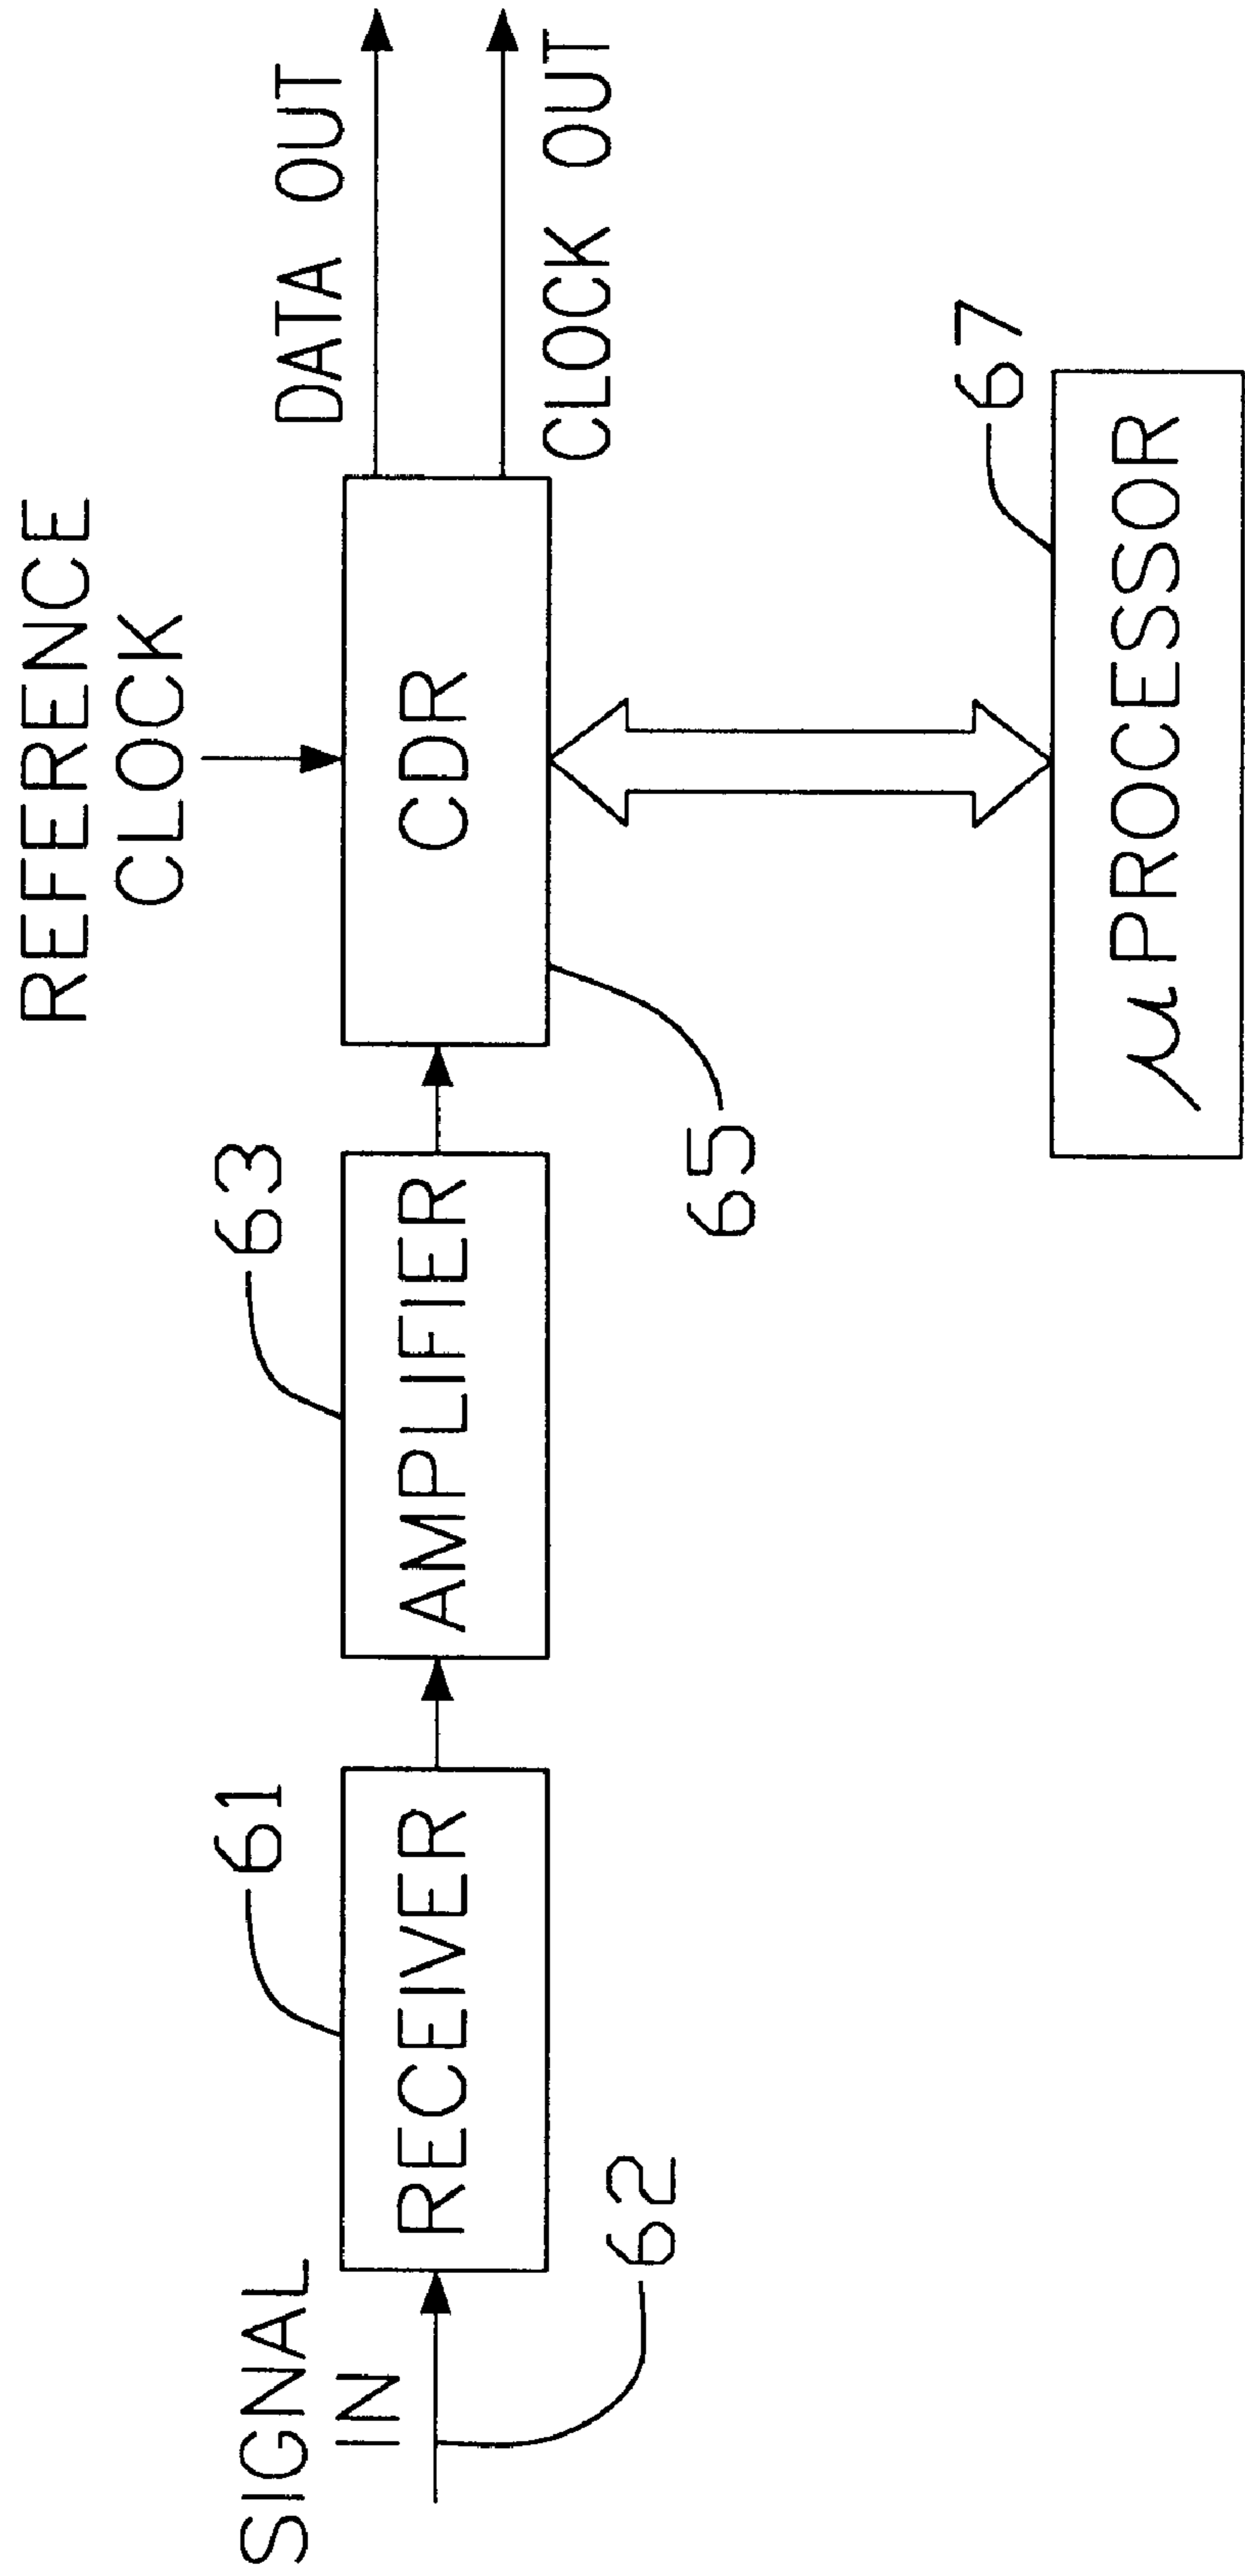 REFERENCE
CLOCK
SIGNAL
IN
61
63
DATA OUT
RECEIVER
AMPLIFIER
CDR
CLOCK OUT
62
65
67
μPROCESSOR